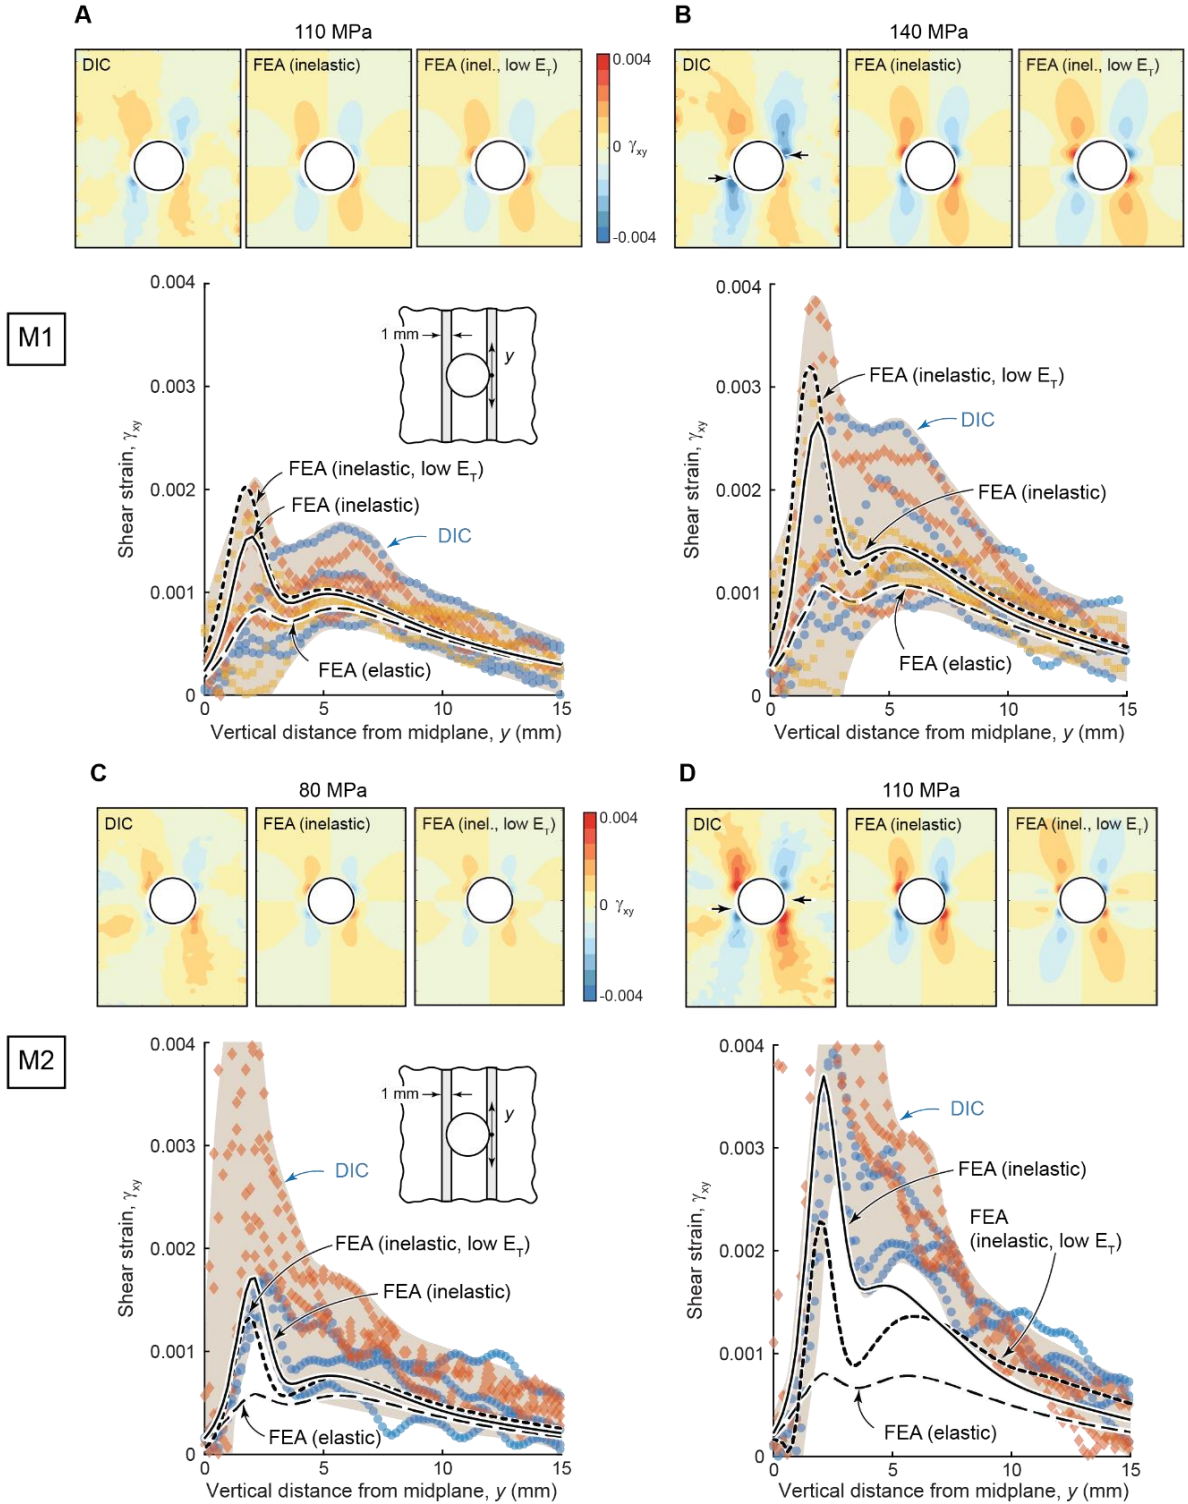 A
110 MPa
DIC
FEA (inelastic)
FEA (inel., low E_T)
0.004
0 γ_xy
-0.004
B
140 MPa
DIC
FEA (inelastic)
FEA (inel., low E_T)
M1
0.004
0.003
0.002
0.001
0
Shear strain, γ_xy
1 mm
y
FEA (inelastic, low E_T)
FEA (inelastic)
DIC
FEA (elastic)
0 5 10 15
Vertical distance from midplane, y (mm)
0.004
0.003
0.002
0.001
0
Shear strain, γ_xy
FEA (inelastic, low E_T)
DIC
FEA (inelastic)
FEA (elastic)
0 5 10 15
Vertical distance from midplane, y (mm)
C
80 MPa
DIC
FEA (inelastic)
FEA (inel., low E_T)
0.004
0 γ_xy
-0.004
D
110 MPa
DIC
FEA (inelastic)
FEA (inel., low E_T)
M2
0.004
0.003
0.002
0.001
0
Shear strain, γ_xy
1 mm
y
DIC
FEA (inelastic, low E_T)
FEA (inelastic)
FEA (elastic)
0 5 10 15
Vertical distance from midplane, y (mm)
0.004
0.003
0.002
0.001
0
Shear strain, γ_xy
DIC
FEA (inelastic)
FEA
(inelastic, low E_T)
FEA (elastic)
0 5 10 15
Vertical distance from midplane, y (mm)